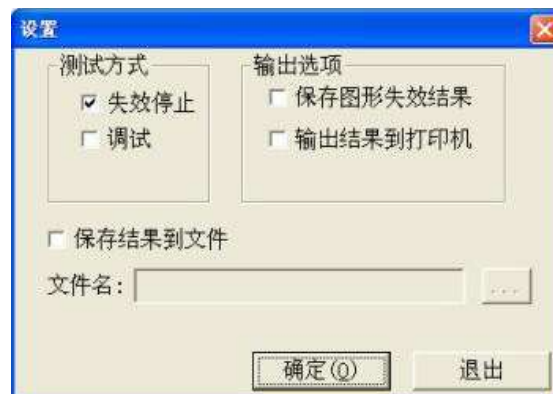 设置
测试方式
输出选项
失效停止
保存图形失效结果
调试
输出结果到打印机
保存结果到文件
文件名:
...
确定(O)
退出